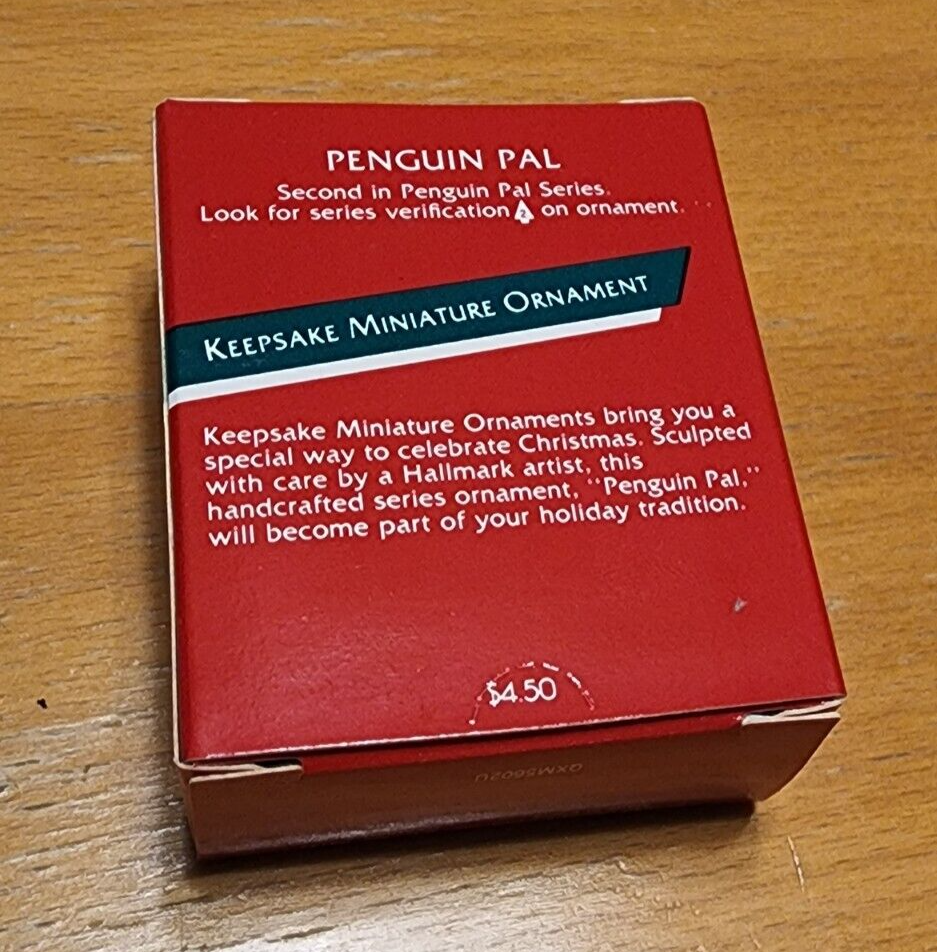 PENGUIN PAL
Second in Penguin Pal Series.
Look for series verification 2 on ornament.
KEEPSAKE MINIATURE ORNAMENT
Keepsake Miniature Ornaments bring you a
special way to celebrate Christmas. Sculpted
with care by a Hallmark artist, this
handcrafted series ornament, "Penguin Pal,"
will become part of your holiday tradition.
$4.50